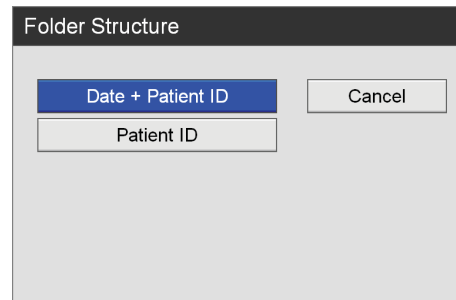 Folder Structure
Date + Patient ID
Cancel
Patient ID